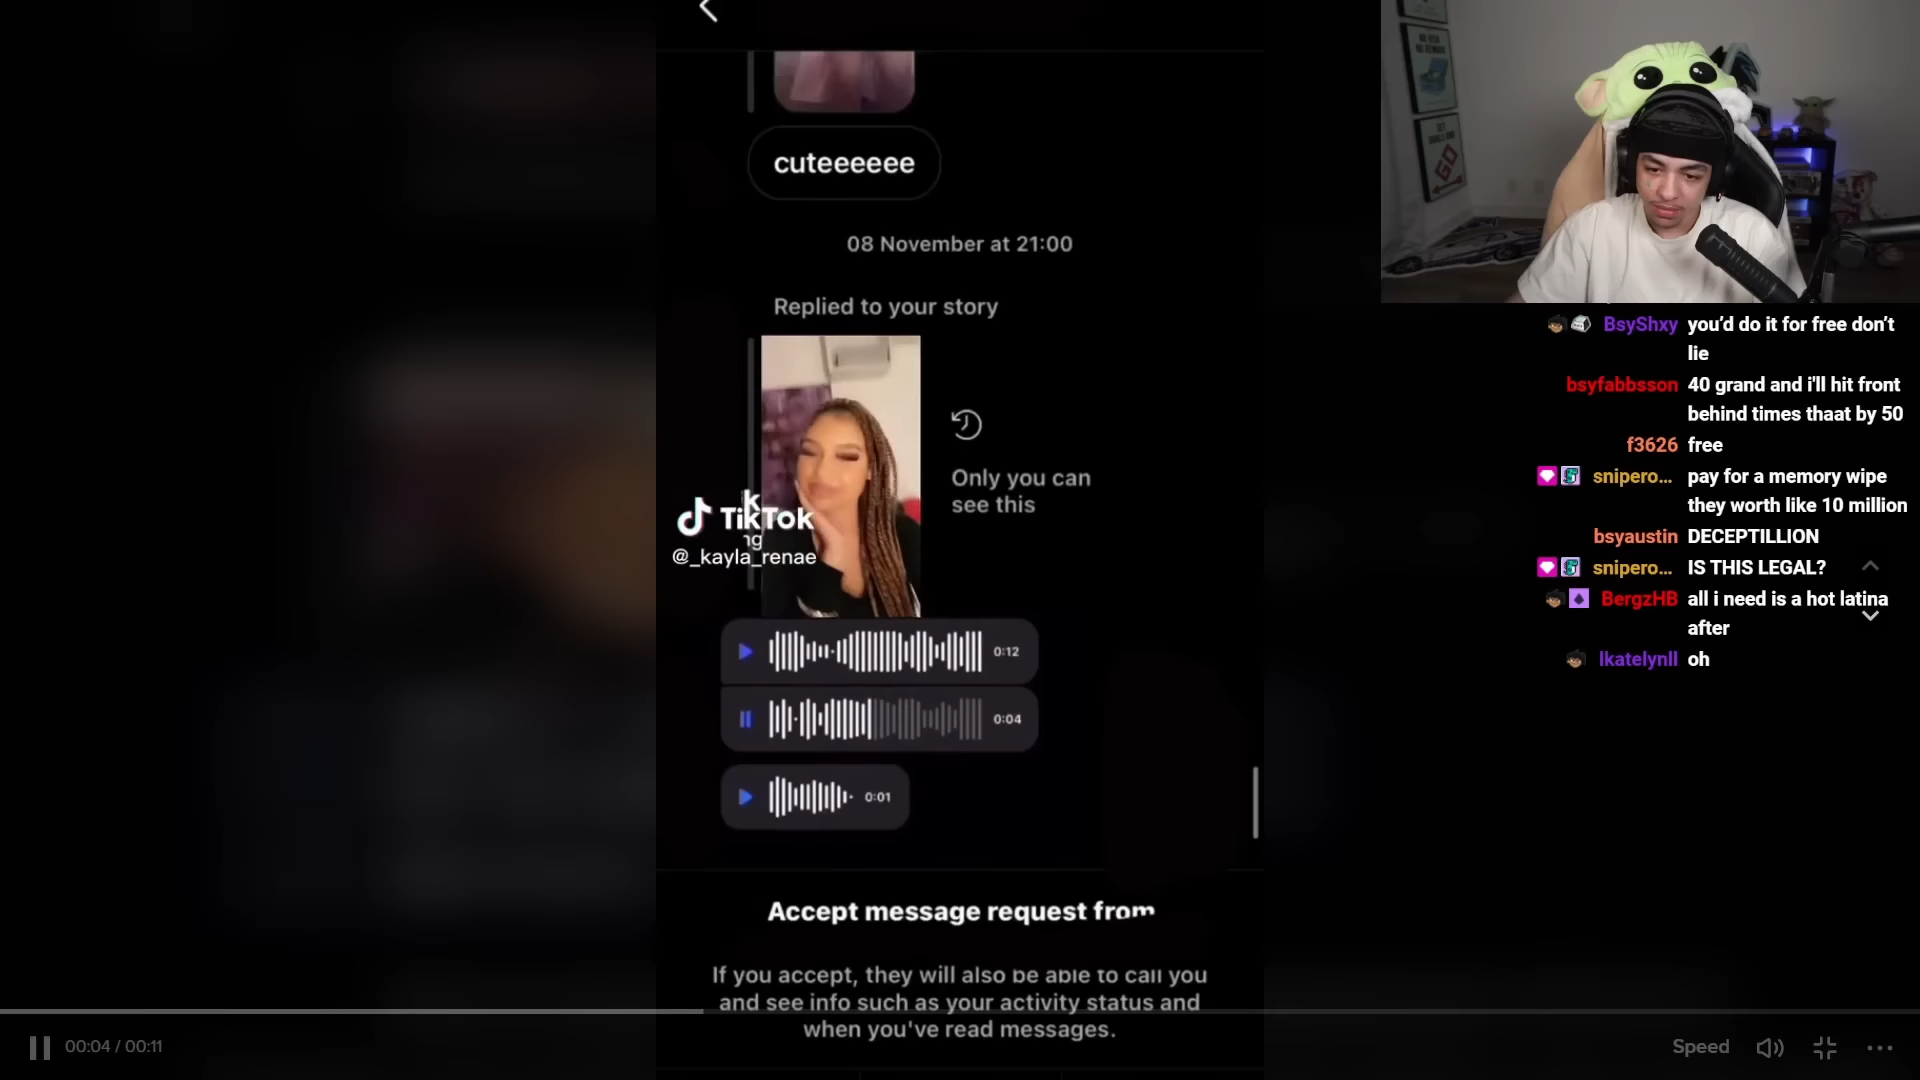 cuteeeeee
08 November at 21:00
Replied to your story
Only you can
see this
TikTok
@_kayla_renae
0:12
0:04
0:01
Accept message request from
If you accept, they will also be able to call you
and see info such as your activity status and
when you've read messages.
00:04 / 00:11
Speed
NO RISK
NO REWARD
GO
BsyShxy you'd do it for free don't
lie
bsyfabbsson 40 grand and i'll hit front
behind times thaat by 50
f3626 free
snipero... pay for a memory wipe
they worth like 10 million
bsyaustin DECEPTILLION
snipero... IS THIS LEGAL?
BergzHB all i need is a hot latina
after
lkatelynll oh